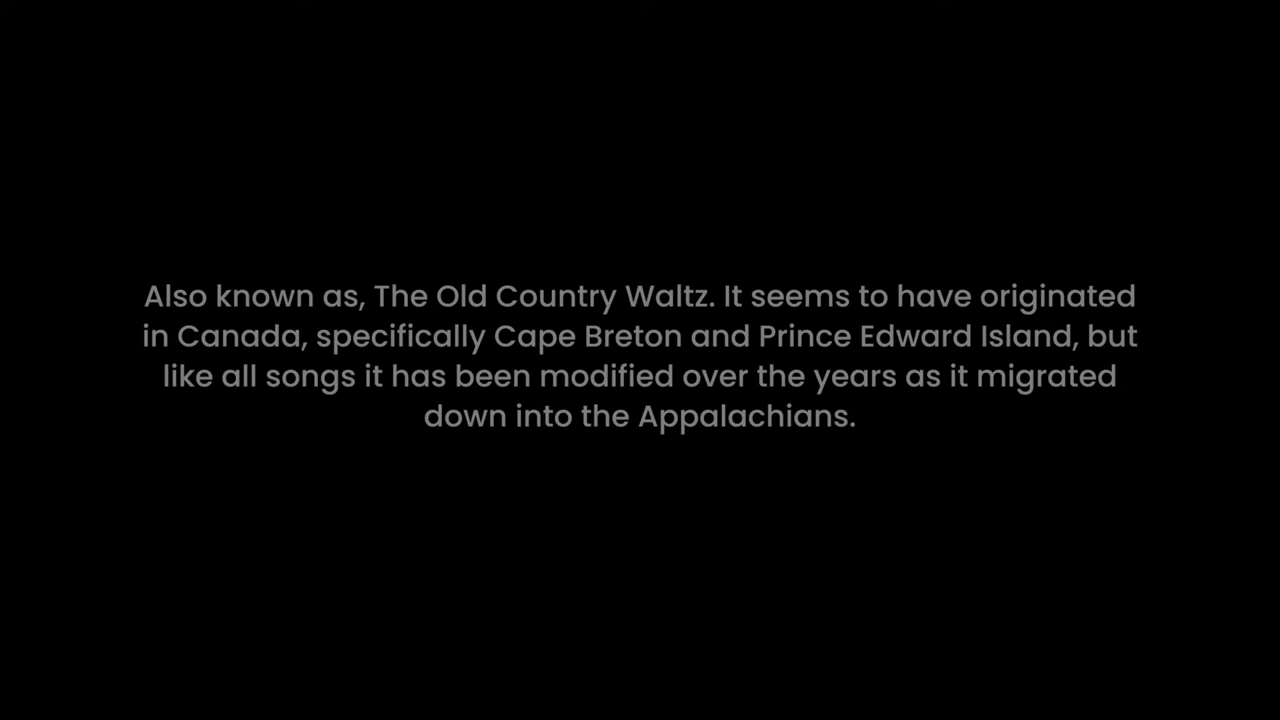 Also known as, The Old Country Waltz. It seems to have originated
in Canada, specifically Cape Breton and Prince Edward Island, but
like all songs it has been modified over the years as it migrated
down into the Appalachians.